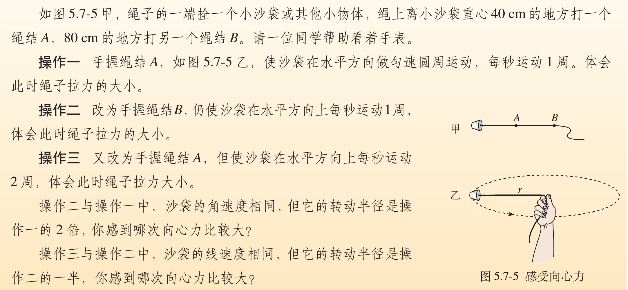 如图5.7-5甲，绳子的一端拴一个小沙袋或其他小物体，绳上离小沙袋重心40 cm的地方打一个
绳结A，80 cm的地方打另一个绳结B。请一位同学帮助看着手表。
操作一 手握绳结A，如图5.7-5乙，使沙袋在水平方向做匀速圆周运动，每秒运动1周。体会
此时绳子拉力的大小。
操作二 改为手握绳结B，仍使沙袋在水平方向上每秒运动1周，
体会此时绳子拉力的大小。
操作三 又改为手握绳结A，但使沙袋在水平方向上每秒运动
2周，体会此时绳子拉力大小。
操作二与操作一中，沙袋的角速度相同，但它的转动半径是操
作一的2倍，你感到哪次向心力比较大？
操作三与操作二中，沙袋的线速度相同，但它的转动半径是操
作二的一半，你感到哪次向心力比较大？
甲 A B
乙 r
图5.7-5 感受向心力